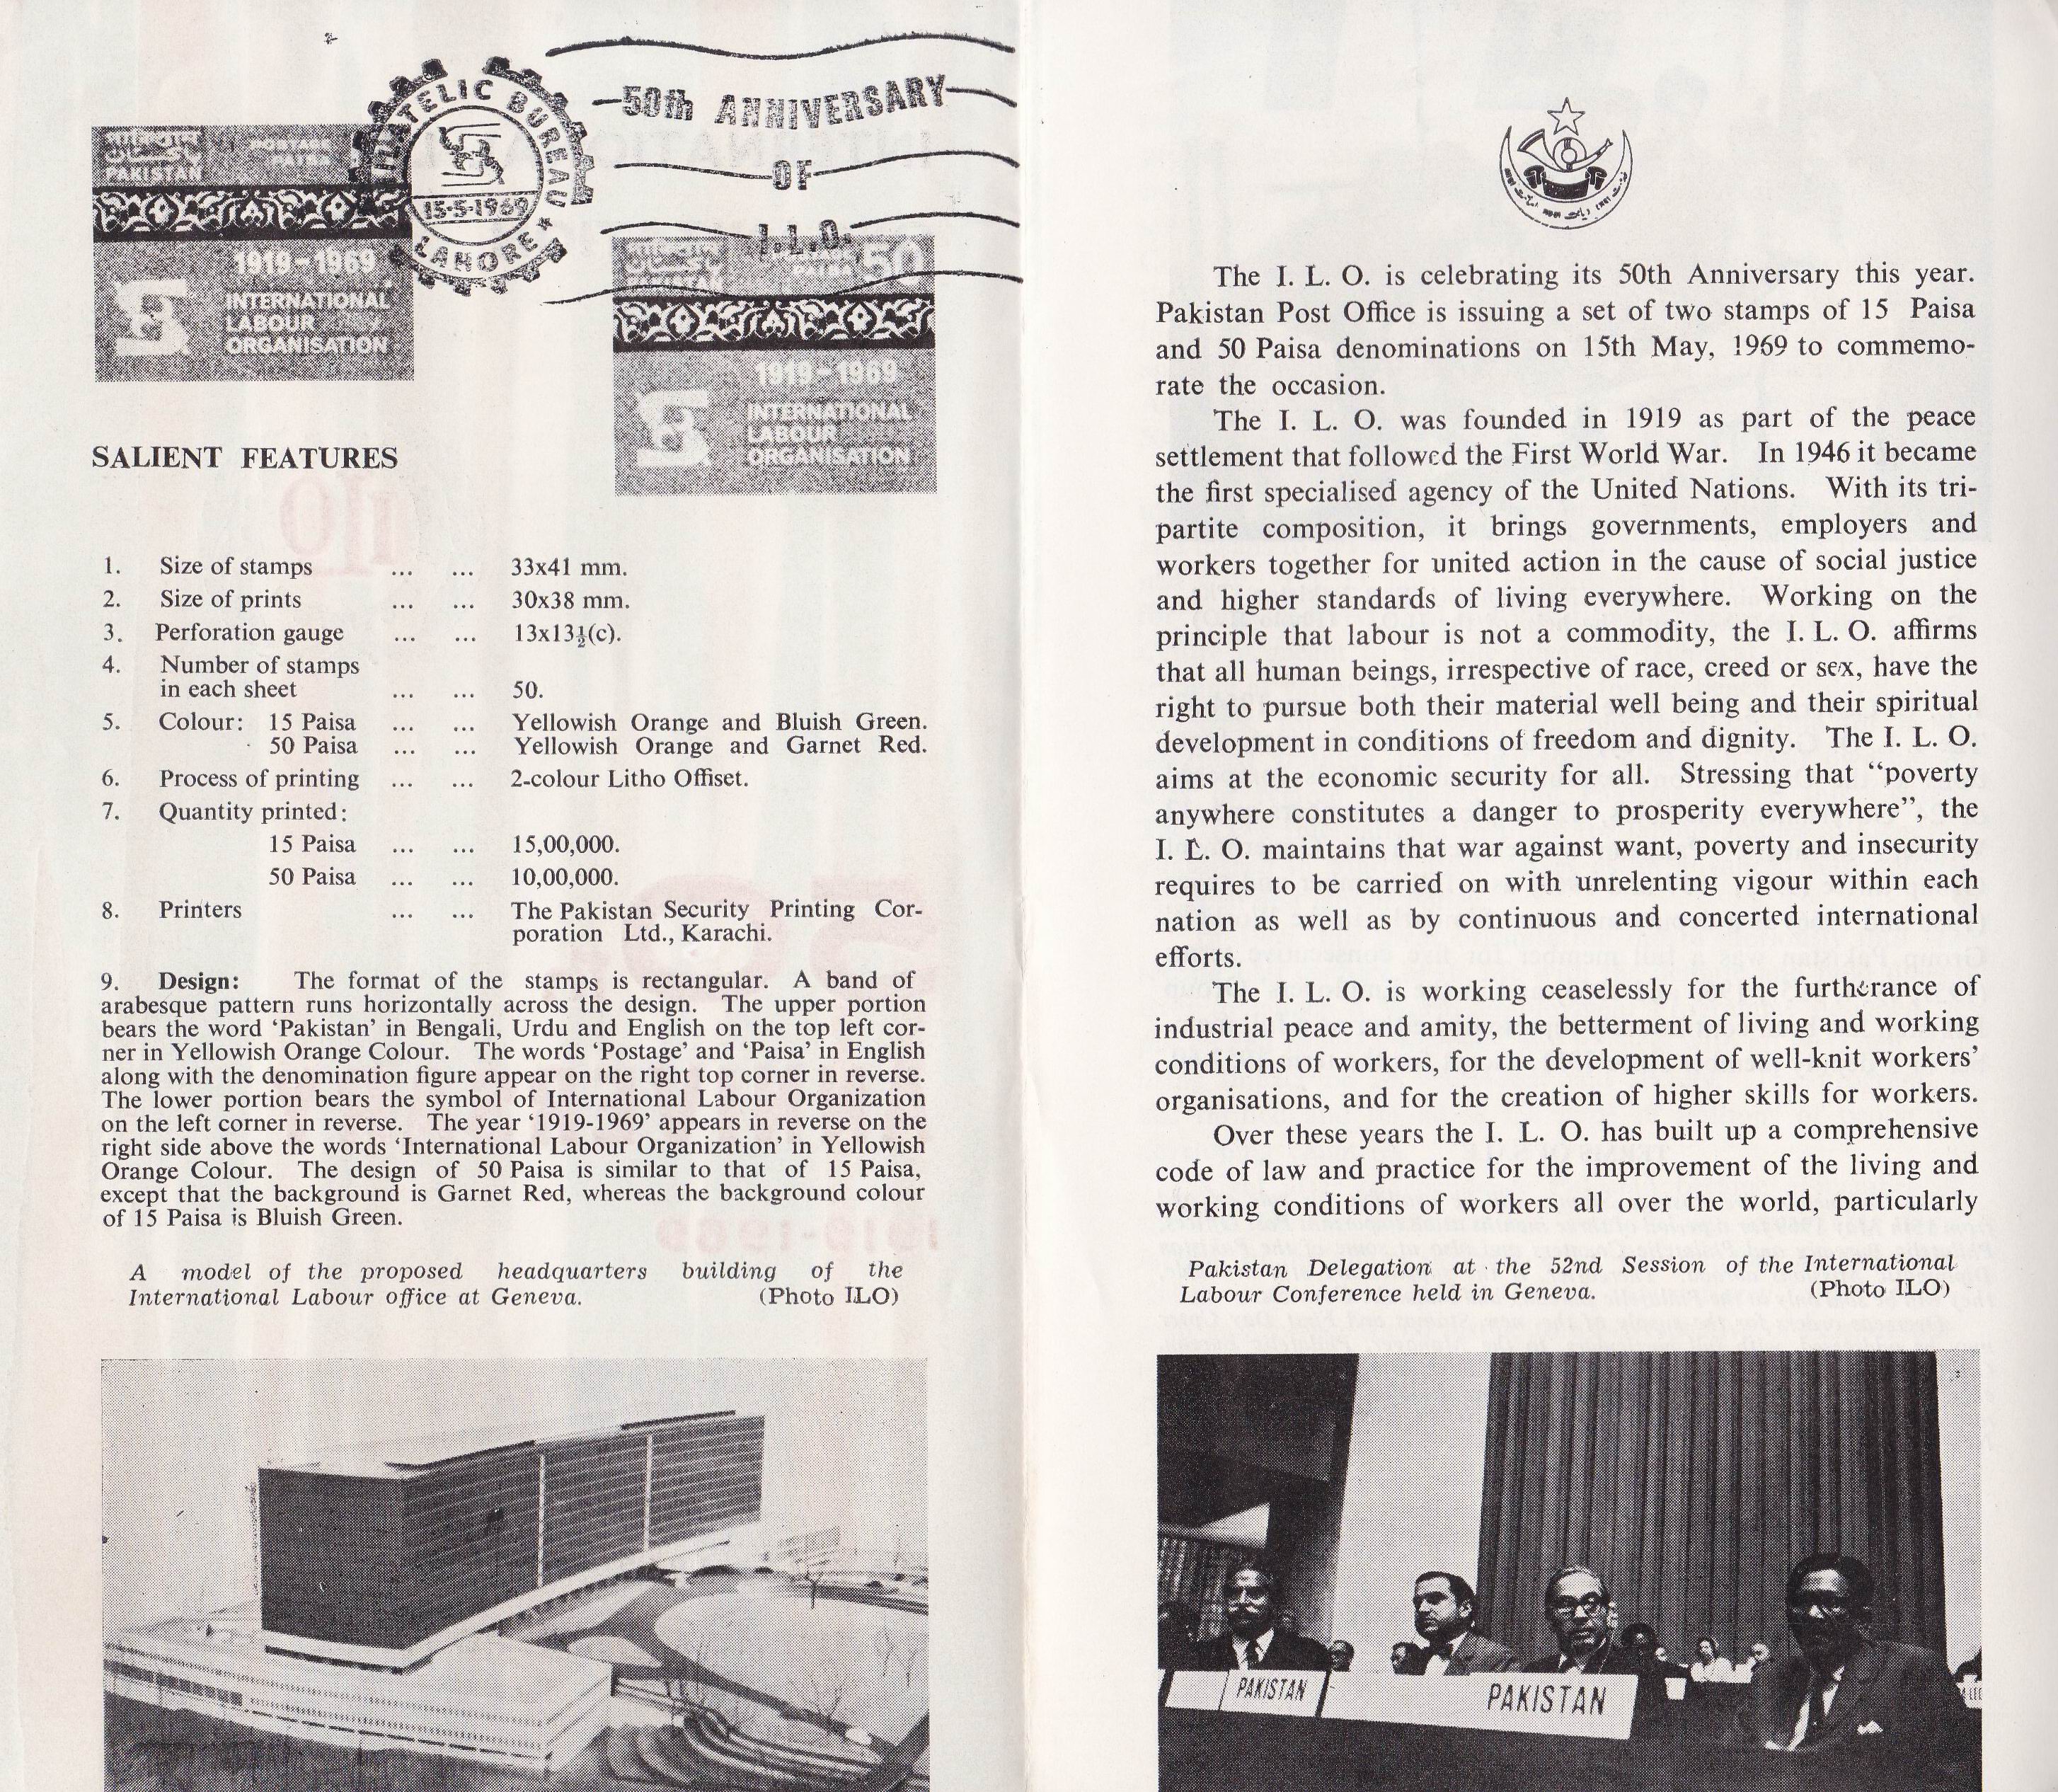 PHILATELIC BUREAU
15-5-1969
LAHORE
50th ANNIVERSARY
OF
I.L.O.
پاکستان
PAKISTAN
POSTAGE
PAISA
1919-1969
INTERNATIONAL
LABOUR
ORGANISATION
PAISA 50
1919-1969
INTERNATIONAL
LABOUR
ORGANISATION
SALIENT FEATURES
1. Size of stamps ... ... 33x41 mm.
2. Size of prints ... ... 30x38 mm.
3. Perforation gauge ... ... 13x13½(c).
4. Number of stamps
in each sheet ... ... 50.
5. Colour: 15 Paisa ... ... Yellowish Orange and Bluish Green.
50 Paisa ... ... Yellowish Orange and Garnet Red.
6. Process of printing ... ... 2-colour Litho Offiset.
7. Quantity printed:
15 Paisa ... ... 15,00,000.
50 Paisa ... ... 10,00,000.
8. Printers ... ... The Pakistan Security Printing Cor-
poration Ltd., Karachi.
9. Design: The format of the stamps is rectangular. A band of
arabesque pattern runs horizontally across the design. The upper portion
bears the word ‘Pakistan’ in Bengali, Urdu and English on the top left cor-
ner in Yellowish Orange Colour. The words ‘Postage’ and ‘Paisa’ in English
along with the denomination figure appear on the right top corner in reverse.
The lower portion bears the symbol of International Labour Organization
on the left corner in reverse. The year ‘1919-1969’ appears in reverse on the
right side above the words ‘International Labour Organization’ in Yellowish
Orange Colour. The design of 50 Paisa is similar to that of 15 Paisa,
except that the background is Garnet Red, whereas the background colour
of 15 Paisa is Bluish Green.
A model of the proposed headquarters building of the
International Labour office at Geneva. (Photo ILO)
The I. L. O. is celebrating its 50th Anniversary this year.
Pakistan Post Office is issuing a set of two stamps of 15 Paisa
and 50 Paisa denominations on 15th May, 1969 to commemo-
rate the occasion.
The I. L. O. was founded in 1919 as part of the peace
settlement that followed the First World War. In 1946 it became
the first specialised agency of the United Nations. With its tri-
partite composition, it brings governments, employers and
workers together for united action in the cause of social justice
and higher standards of living everywhere. Working on the
principle that labour is not a commodity, the I. L. O. affirms
that all human beings, irrespective of race, creed or sex, have the
right to pursue both their material well being and their spiritual
development in conditions of freedom and dignity. The I. L. O.
aims at the economic security for all. Stressing that “poverty
anywhere constitutes a danger to prosperity everywhere”, the
I. L. O. maintains that war against want, poverty and insecurity
requires to be carried on with unrelenting vigour within each
nation as well as by continuous and concerted international
efforts.
The I. L. O. is working ceaselessly for the furtherance of
industrial peace and amity, the betterment of living and working
conditions of workers, for the development of well-knit workers’
organisations, and for the creation of higher skills for workers.
Over these years the I. L. O. has built up a comprehensive
code of law and practice for the improvement of the living and
working conditions of workers all over the world, particularly
Pakistan Delegation at the 52nd Session of the International
Labour Conference held in Geneva. (Photo ILO)
PAKISTAN
PAKISTAN